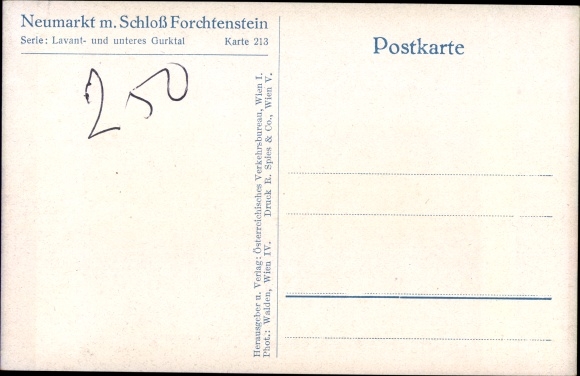 Neumarkt m. Schloß Forchtenstein
Serie: Lavant- und unteres Gurktal Karte 213
Postkarte
250
Herausgeber u. Verlag: Österreichisches Verkehrsbureau, Wien I.
Phot.: Walden, Wien IV. Druck R. Spies & Co., Wien V.